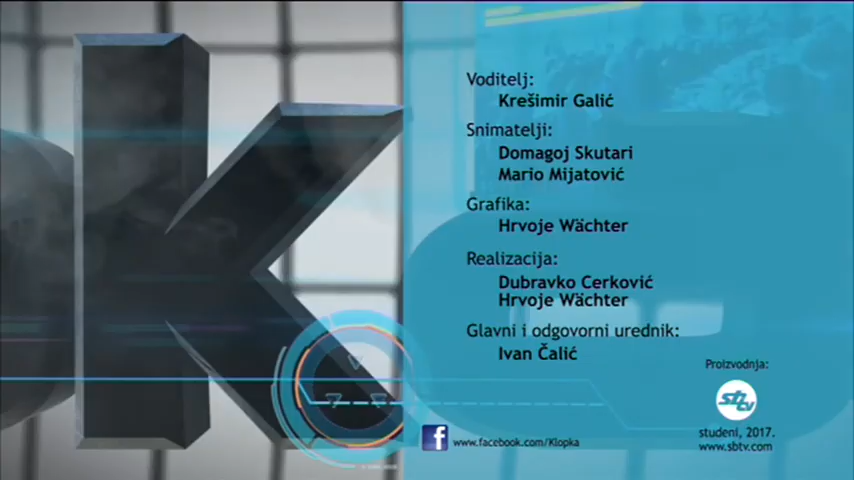 K
Voditelj:
Krešimir Galić
Snimatelji:
Domagoj Skutari
Mario Mijatović
Grafika:
Hrvoje Wächter
Realizacija:
Dubravko Cerković
Hrvoje Wächter
Glavni i odgovorni urednik:
Ivan Čalić
Proizvodnja:
sbtv
studeni, 2017.
www.sbtv.com
f www.facebook.com/Klopka